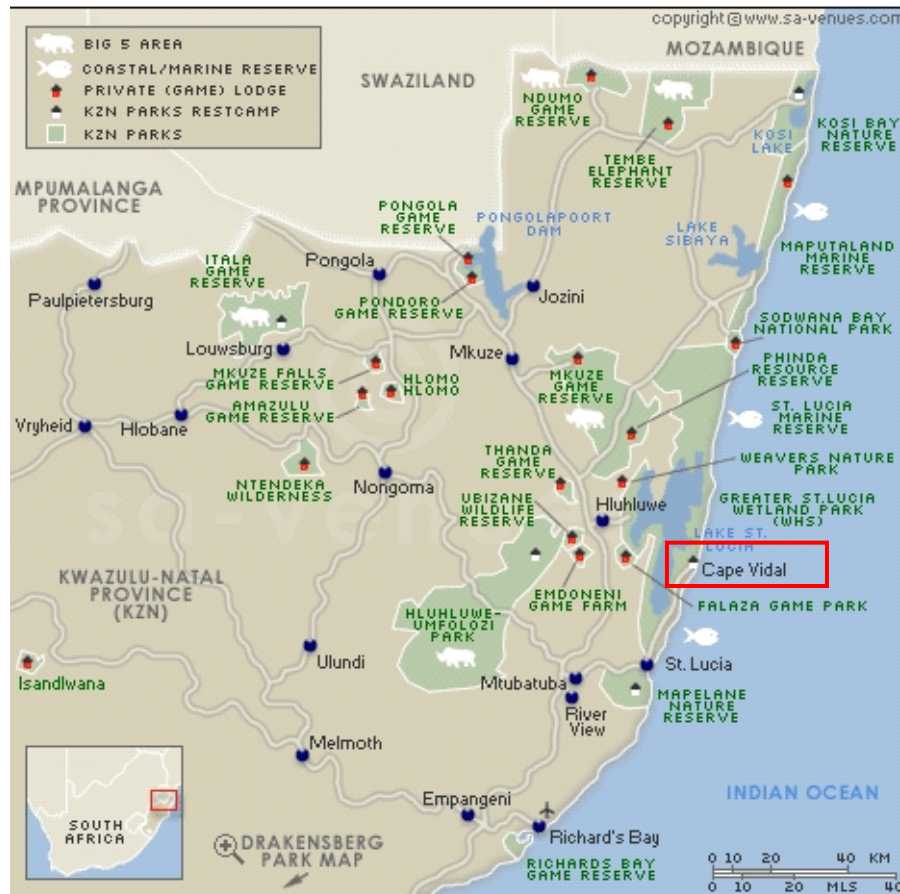 copyright@www.sa-venues.com
BIG 5 AREA
COASTAL/MARINE RESERVE
PRIVATE (GAME) LODGE
KZN PARKS RESTCAMP
KZN PARKS
MOZAMBIQUE
SWAZILAND
NDUMO
GAME
RESERVE
TEMBE
ELEPHANT
RESERVE
KOSI
LAKE
KOSI BAY
NATURE
RESERVE
MPUMALANGA
PROVINCE
PONGOLA
GAME
RESERVE
PONGOLAPOORT
DAM
LAKE
SIBAYA
MAPUTALAND
MARINE
RESERVE
ITALA
GAME
RESERVE
Pongola
Paulpietersburg
PONDORO
GAME RESERVE
Jozini
SODWANA BAY
NATIONAL PARK
Louwsburg
Mkuze
MKUZE FALLS
GAME RESERVE
HLOMO
HLOMO
MKUZE
GAME
RESERVE
PHINDA
RESOURCE
RESERVE
AMAZULU
GAME RESERVE
ST. LUCIA
MARINE
RESERVE
Vryheid
Hlobane
THANDA
GAME
RESERVE
WEAVERS NATURE
PARK
NTENDEKA
WILDERNESS
Nongoma
UBIZANE
WILDLIFE
RESERVE
Hluhluwe
GREATER ST.LUCIA
WETLAND PARK
(WHS)
sa-venues
LAKE ST.
LUCIA
Cape Vidal
KWAZULU-NATAL
PROVINCE
(KZN)
EMDONENI
GAME FARM
FALAZA GAME PARK
HLUHLUWE-
UMFOLOZI
PARK
Ulundi
St. Lucia
Isandlwana
Mtubatuba
River
View
MAPELANE
NATURE
RESERVE
Melmoth
INDIAN OCEAN
Empangeni
SOUTH
AFRICA
DRAKENSBERG
PARK MAP
Richard's Bay
RICHARDS BAY
GAME RESERVE
0 10 20 40 KM
0 10 20 MLS 40